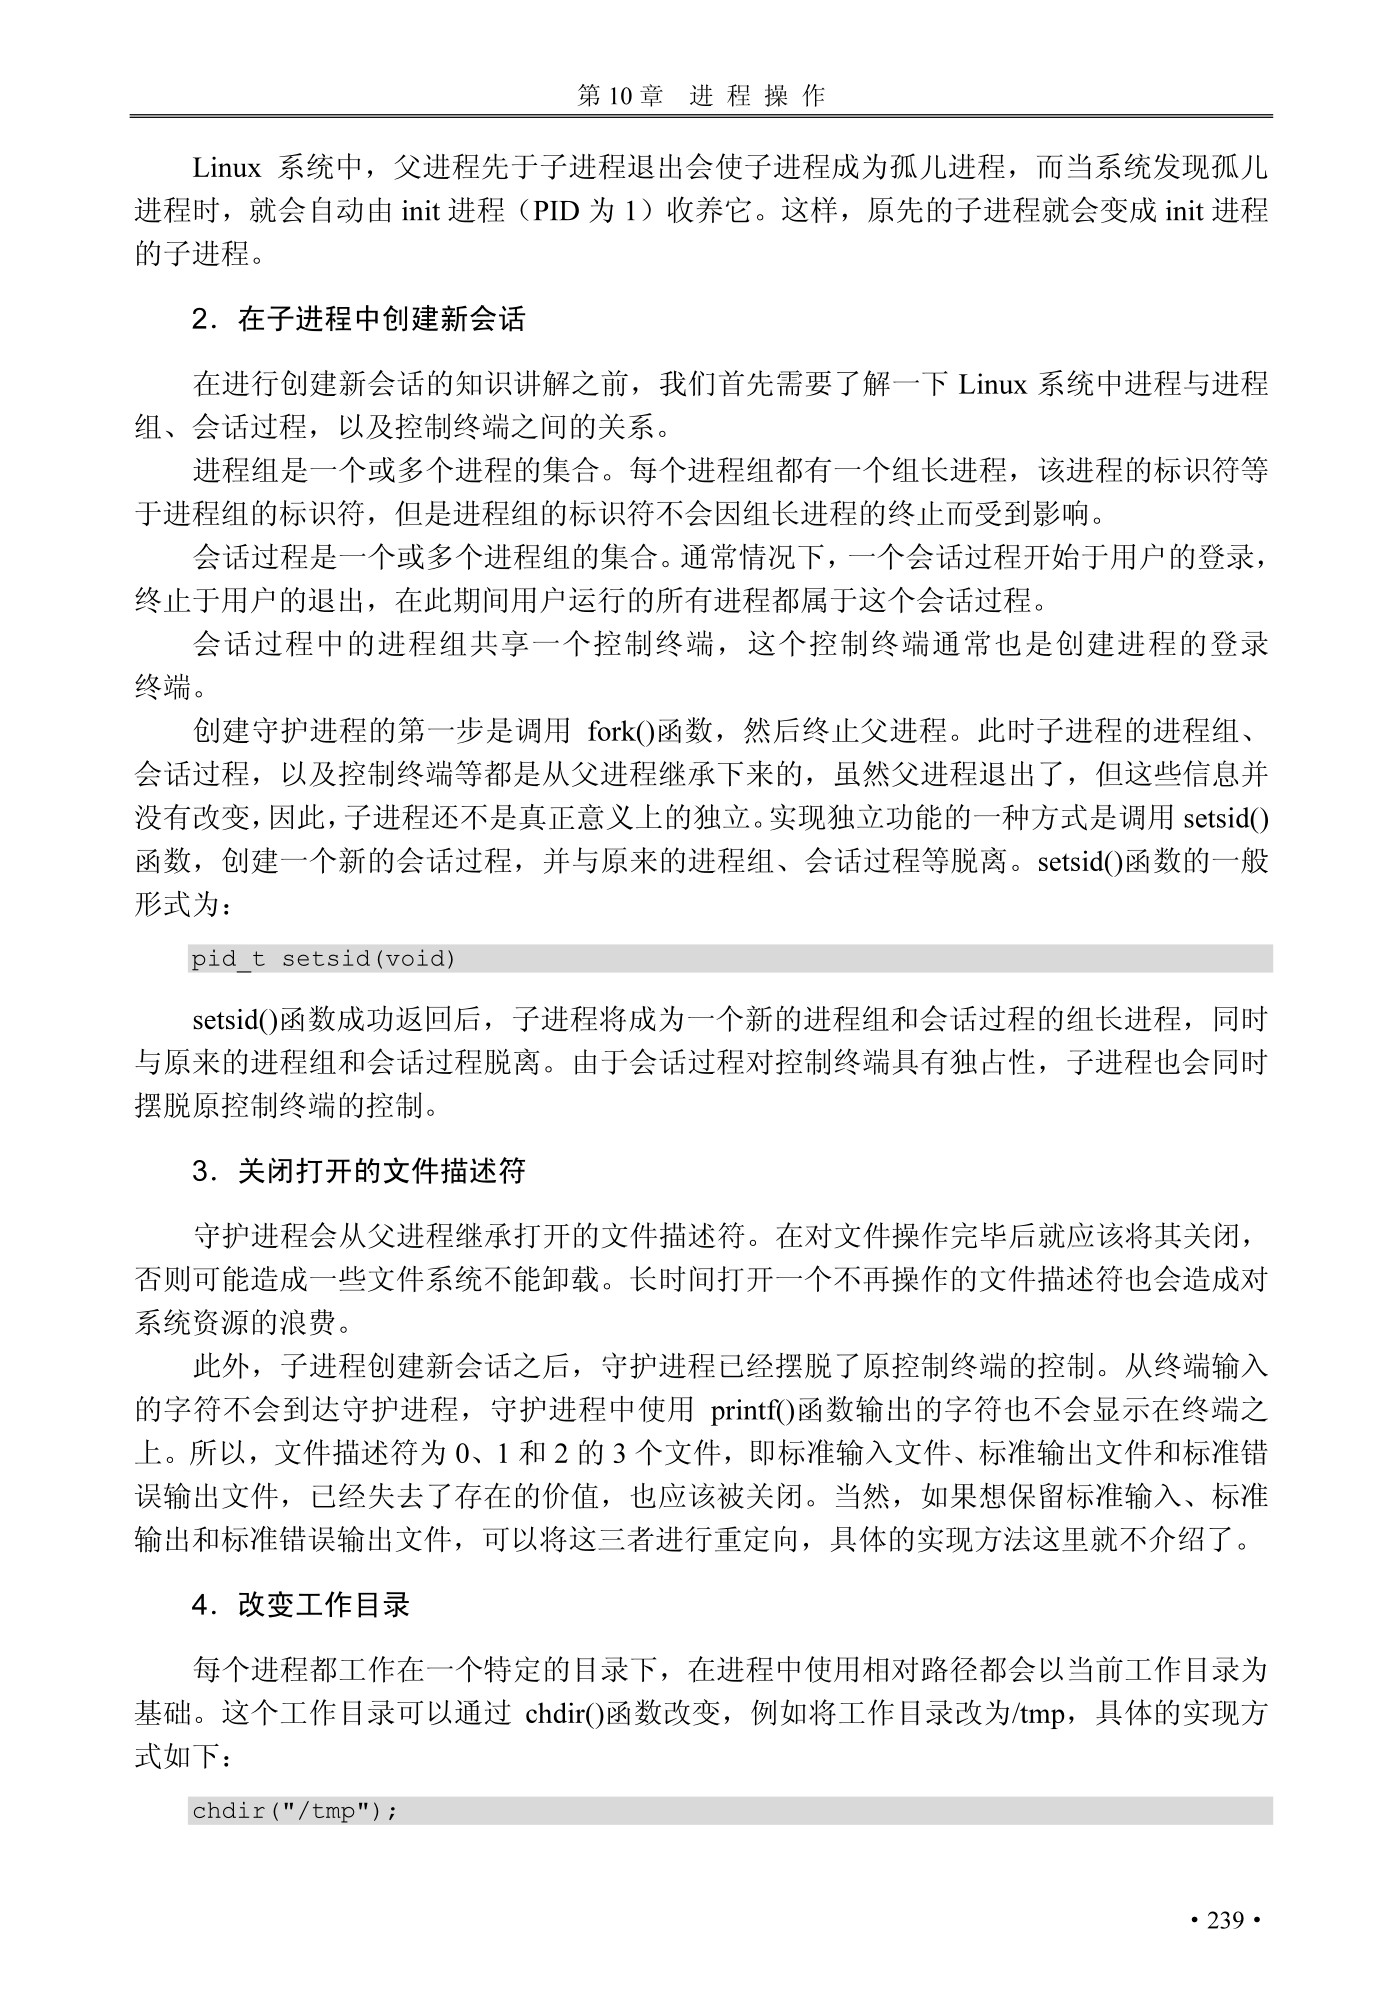 第 10 章 进 程 操 作
Linux 系统中，父进程先于子进程退出会使子进程成为孤儿进程，而当系统发现孤儿
进程时，就会自动由 init 进程（PID 为 1）收养它。这样，原先的子进程就会变成 init 进程
的子进程。
2．在子进程中创建新会话
在进行创建新会话的知识讲解之前，我们首先需要了解一下 Linux 系统中进程与进程
组、会话过程，以及控制终端之间的关系。
进程组是一个或多个进程的集合。每个进程组都有一个组长进程，该进程的标识符等
于进程组的标识符，但是进程组的标识符不会因组长进程的终止而受到影响。
会话过程是一个或多个进程组的集合。通常情况下，一个会话过程开始于用户的登录，
终止于用户的退出，在此期间用户运行的所有进程都属于这个会话过程。
会话过程中的进程组共享一个控制终端，这个控制终端通常也是创建进程的登录
终端。
创建守护进程的第一步是调用 fork()函数，然后终止父进程。此时子进程的进程组、
会话过程，以及控制终端等都是从父进程继承下来的，虽然父进程退出了，但这些信息并
没有改变，因此，子进程还不是真正意义上的独立。实现独立功能的一种方式是调用 setsid()
函数，创建一个新的会话过程，并与原来的进程组、会话过程等脱离。setsid()函数的一般
形式为：
pid_t setsid(void)
setsid()函数成功返回后，子进程将成为一个新的进程组和会话过程的组长进程，同时
与原来的进程组和会话过程脱离。由于会话过程对控制终端具有独占性，子进程也会同时
摆脱原控制终端的控制。
3．关闭打开的文件描述符
守护进程会从父进程继承打开的文件描述符。在对文件操作完毕后就应该将其关闭，
否则可能造成一些文件系统不能卸载。长时间打开一个不再操作的文件描述符也会造成对
系统资源的浪费。
此外，子进程创建新会话之后，守护进程已经摆脱了原控制终端的控制。从终端输入
的字符不会到达守护进程，守护进程中使用 printf()函数输出的字符也不会显示在终端之
上。所以，文件描述符为 0、1 和 2 的 3 个文件，即标准输入文件、标准输出文件和标准错
误输出文件，已经失去了存在的价值，也应该被关闭。当然，如果想保留标准输入、标准
输出和标准错误输出文件，可以将这三者进行重定向，具体的实现方法这里就不介绍了。
4．改变工作目录
每个进程都工作在一个特定的目录下，在进程中使用相对路径都会以当前工作目录为
基础。这个工作目录可以通过 chdir()函数改变，例如将工作目录改为/tmp，具体的实现方
式如下：
chdir("/tmp");
• 239 •